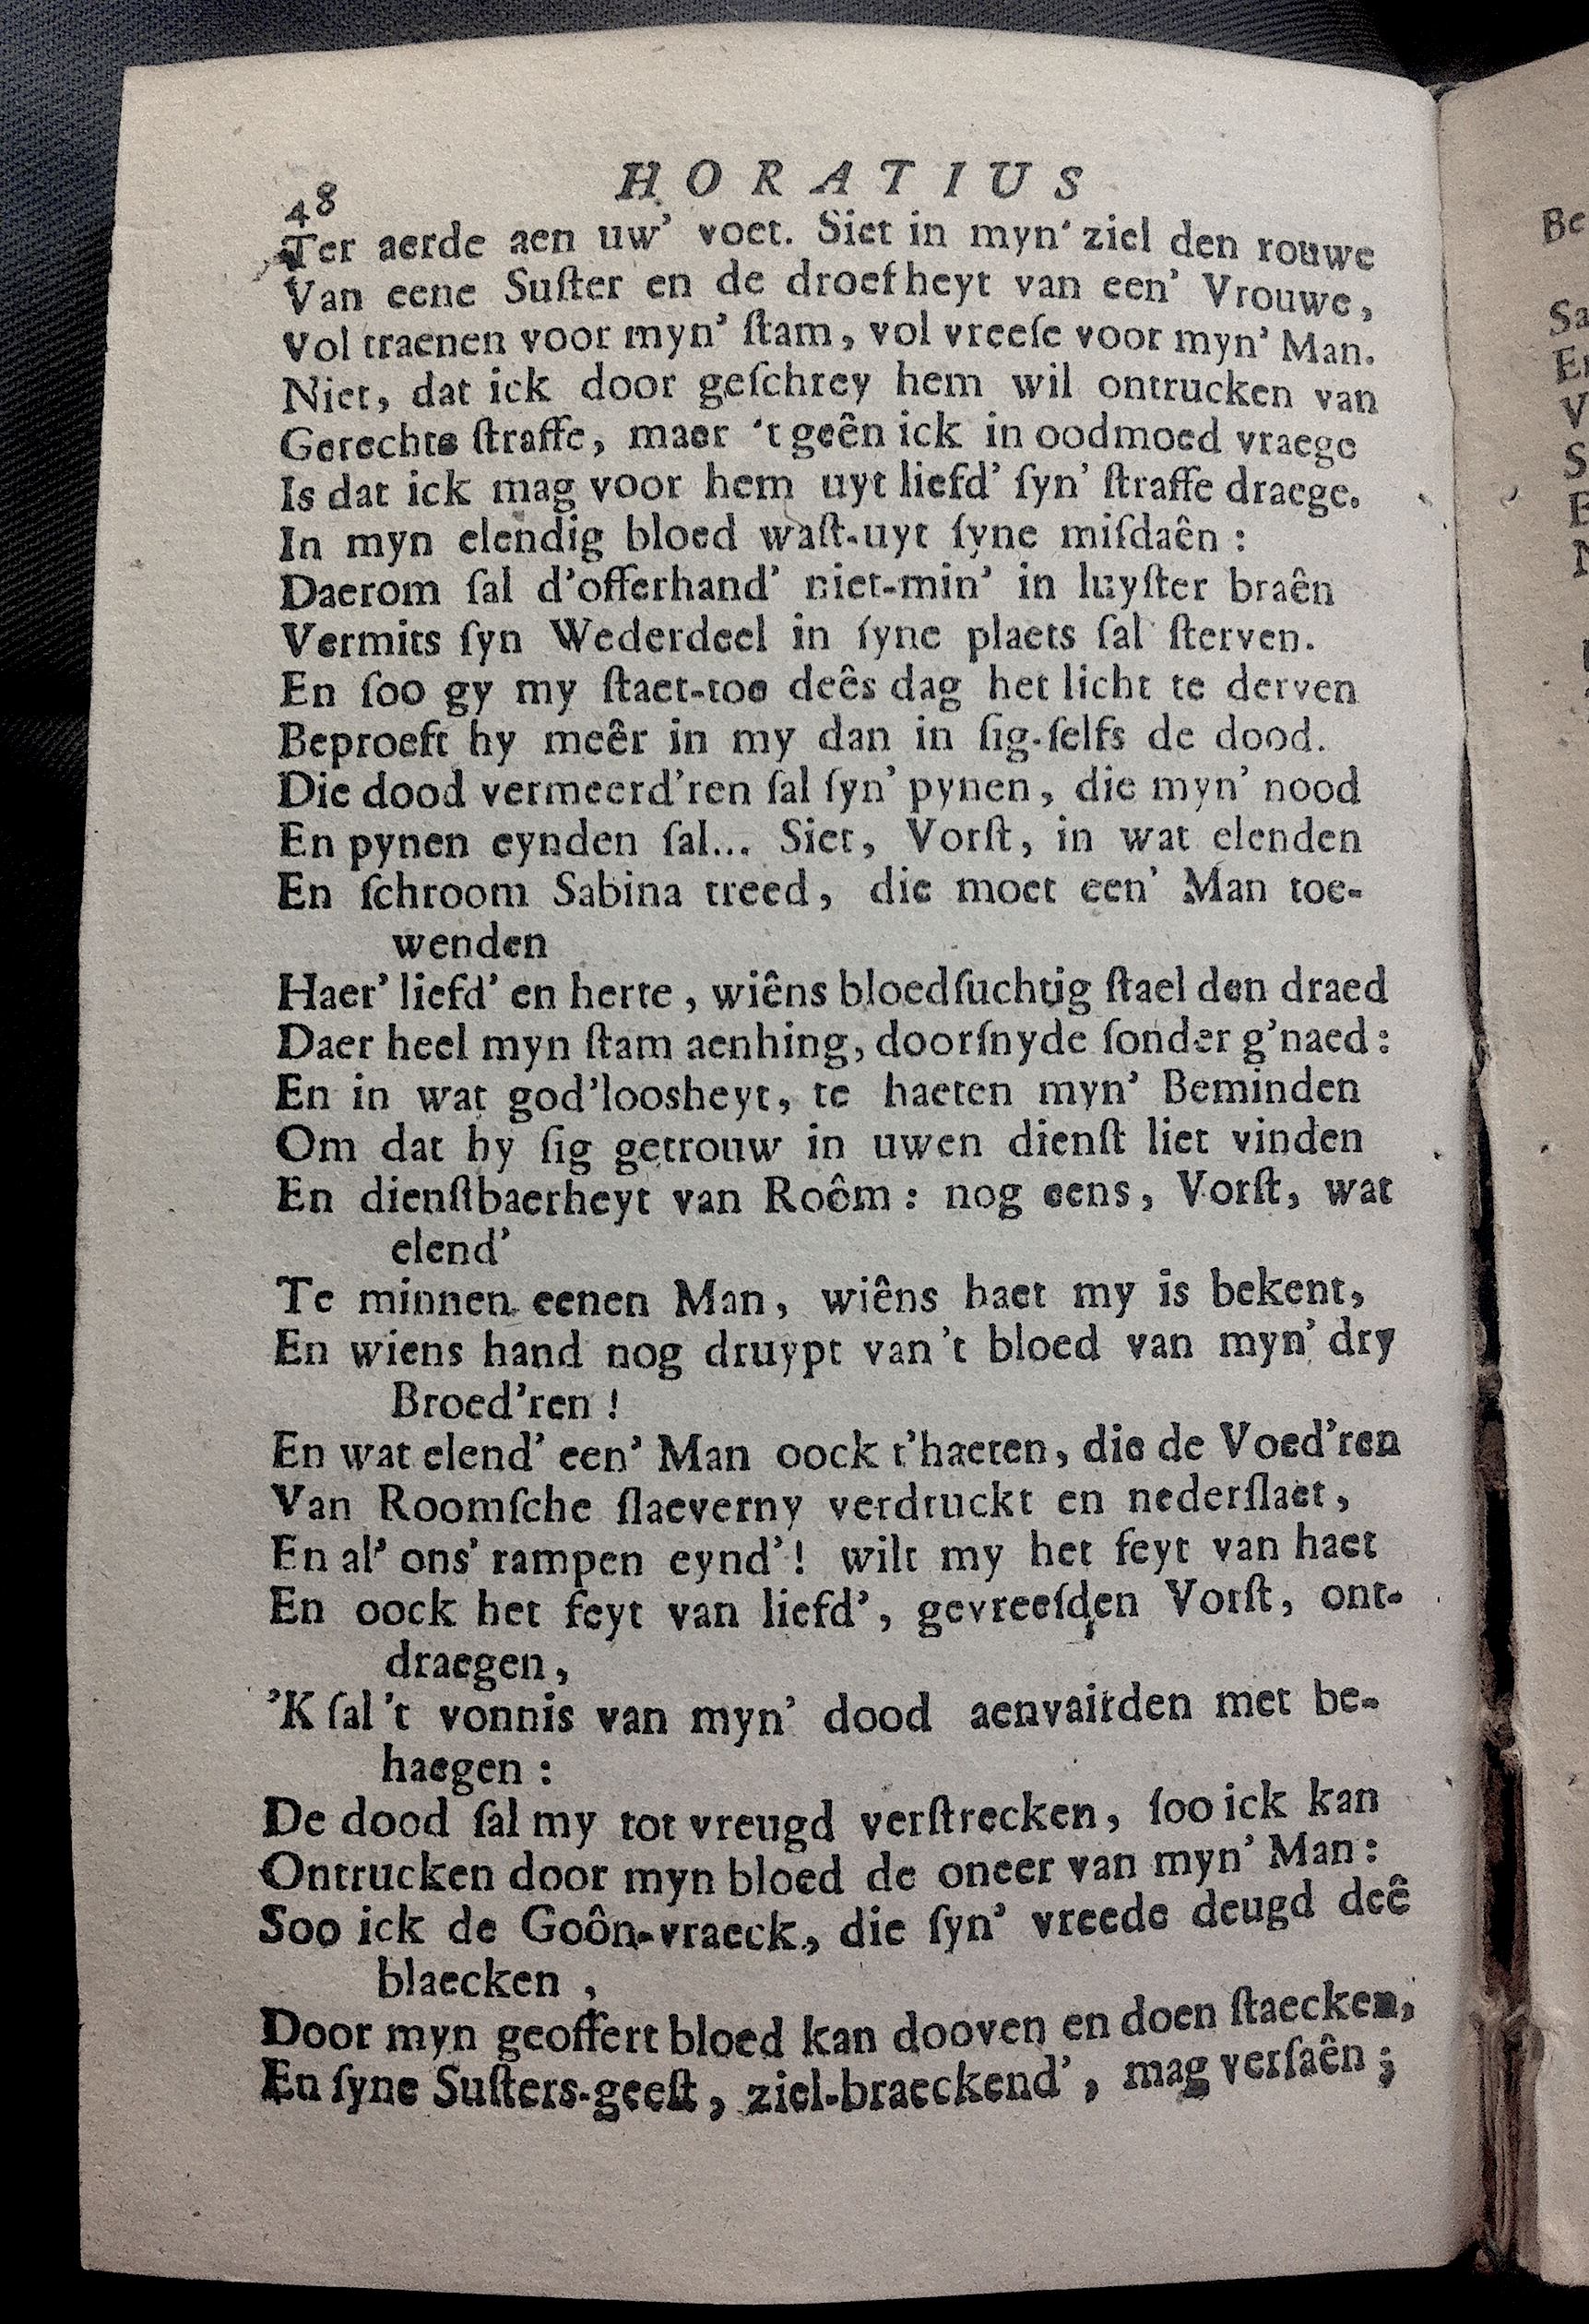 48
HORATIUS
Ter aerde aen uw’ voet. Siet in myn’ ziel den rouwe
Van eene Suſter en de droefheyt van een’ Vrouwe,
Vol traenen voor myn’ ſtam, vol vreeſe voor myn’ Man.
Niet, dat ick door geſchrey hem wil ontrucken van
Gerechte ſtraffe, maer ‘t geên ick in oodmoed vraege
Is dat ick mag voor hem uyt liefd’ ſyn’ ſtraffe draege.
In myn elendig bloed waſt-uyt ſyne miſdaên :
Daerom ſal d’offerhand’ niet-min’ in luyſter braên
Vermits ſyn Wederdeel in ſyne plaets ſal ſterven.
En ſoo gy my ſtaet-toe deês dag het licht te derven
Beproeft hy meêr in my dan in ſig-ſelfs de dood.
Die dood vermeerd’ren ſal ſyn’ pynen, die myn’ nood
En pynen eynden ſal... Siet, Vorſt, in wat elenden
En ſchroom Sabina treed, die moet een’ Man toe-
wenden
Haer’ liefd’ en herte, wiêns bloedſuchtig ſtael den draed
Daer heel myn ſtam aenhing, doorſnyde ſonder g’naed :
En in wat god’loosheyt, te haeten myn’ Beminden
Om dat hy ſig getrouw in uwen dienſt liet vinden
En dienſtbaerheyt van Roôm : nog eens, Vorſt, wat
elend’
Te minnen eenen Man, wiêns haet my is bekent,
En wiens hand nog druypt van ’t bloed van myn’ dry
Broed’ren !
En wat elend’ een’ Man oock t’haeten, die de Voed’ren
Van Roomſche ſlaeverny verdruckt en nederſlaet,
En al’ ons’ rampen eynd’ ! wilt my het feyt van haet
En oock het feyt van liefd’, gevreeſden Vorſt, ont-
draegen,
’K ſal ’t vonnis van myn’ dood aenvairden met be-
haegen :
De dood ſal my tot vreugd verſtrecken, ſoo ick kan
Ontrucken door myn bloed de oneer van myn’ Man :
Soo ick de Goôn-vraeck, die ſyn’ vreede deugd deê
blaecken ,
Door myn geoffert bloed kan dooven en doen ſtaecken,
En ſyne Suſters-geeſt, ziel-braeckend’, mag verſaên ;
Be
Sa